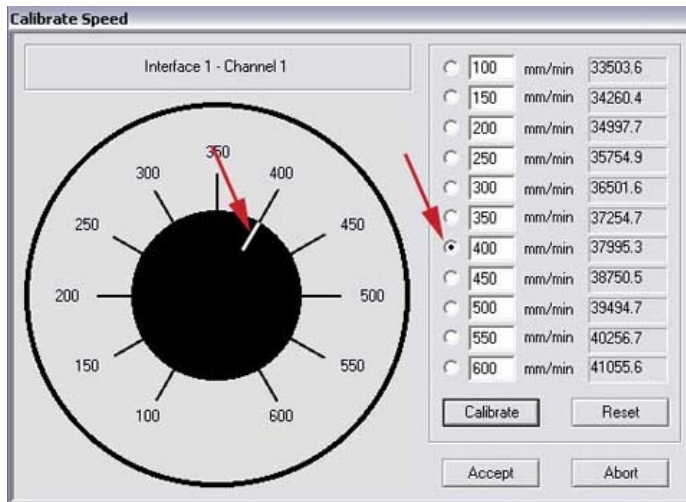 Calibrate Speed
Interface 1 - Channel 1
350
300
400
250
450
200
500
150
550
100
600
100 mm/min 33503.6
150 mm/min 34260.4
200 mm/min 34997.7
250 mm/min 35754.9
300 mm/min 36501.6
350 mm/min 37254.7
400 mm/min 37995.3
450 mm/min 38750.5
500 mm/min 39494.7
550 mm/min 40256.7
600 mm/min 41055.6
Calibrate Reset
Accept Abort